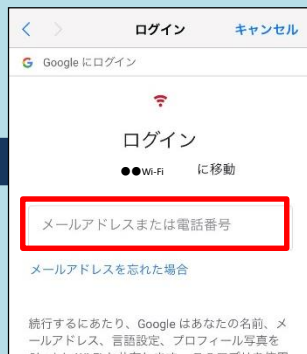 ログイン キャンセル
Google にログイン
ログイン
●●Wi-Fi に移動
メールアドレスまたは電話番号
メールアドレスを忘れた場合
続行するにあたり、Google はあなたの名前、メ
ールアドレス、言語設定、プロフィール写真を